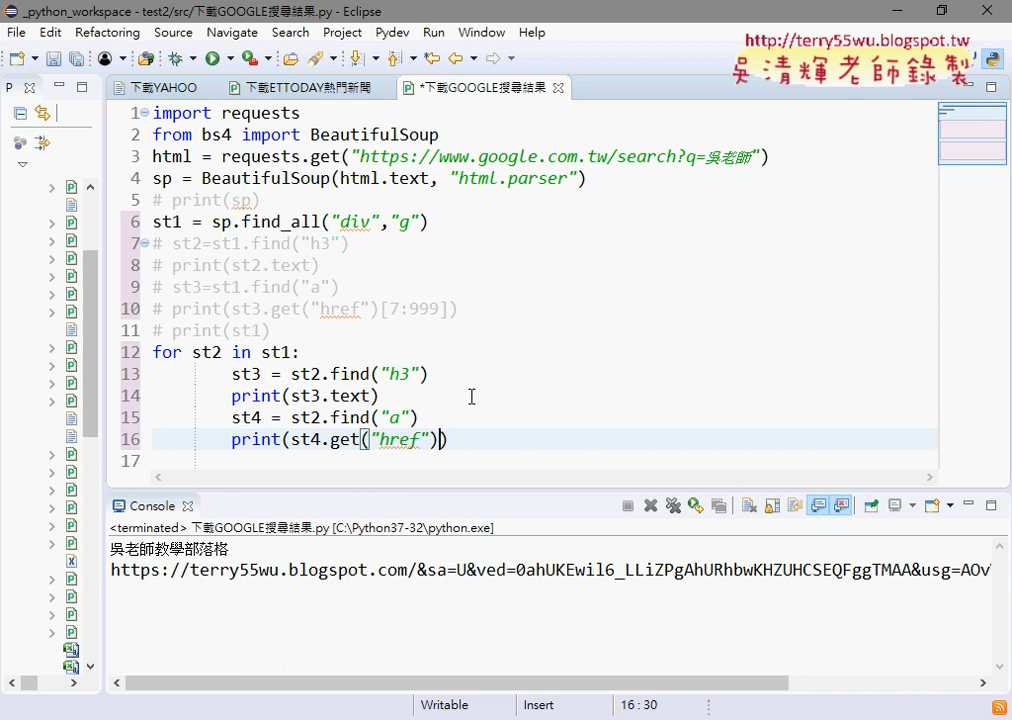 _python_workspace - test2/src/下載GOOGLE搜尋結果.py - Eclipse
File Edit Refactoring Source Navigate Search Project Pydev Run Window Help
http://terry55wu.blogspot.tw
吳清輝老師錄製
P
下載YAHOO
下載ETTODAY熱門新聞
*下載GOOGLE搜尋結果
1 import requests
2 from bs4 import BeautifulSoup
3 html = requests.get("https://www.google.com.tw/search?q=吳老師")
4 sp = BeautifulSoup(html.text, "html.parser")
5 # print(sp)
6 st1 = sp.find_all("div","g")
7 # st2=st1.find("h3")
8 # print(st2.text)
9 # st3=st1.find("a")
10 # print(st3.get("href")[7:999])
11 # print(st1)
12 for st2 in st1:
13 st3 = st2.find("h3")
14 print(st3.text)
15 st4 = st2.find("a")
16 print(st4.get("href"))
17
Console
<terminated> 下載GOOGLE搜尋結果.py [C:\Python37-32\python.exe]
吳老師教學部落格
https://terry55wu.blogspot.com/&sa=U&ved=0ahUKEwil6_LLiZPgAhURhbwKHZUHCSEQFggTMAA&usg=AOv
Writable Insert 16 : 30